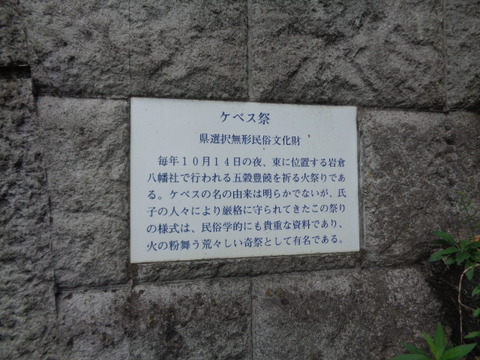 ケベス祭
県選択無形民俗文化財
毎年10月14日の夜、東に位置する岩倉
八幡社で行われる五穀豊饒を祈る火祭りで
ある。ケベスの名の由来は明らかでないが、氏
子の人々により厳格に守られてきたこの祭り
の様式は、民俗学的にも貴重な資料であり、
火の粉舞う荒々しい奇祭として有名である。